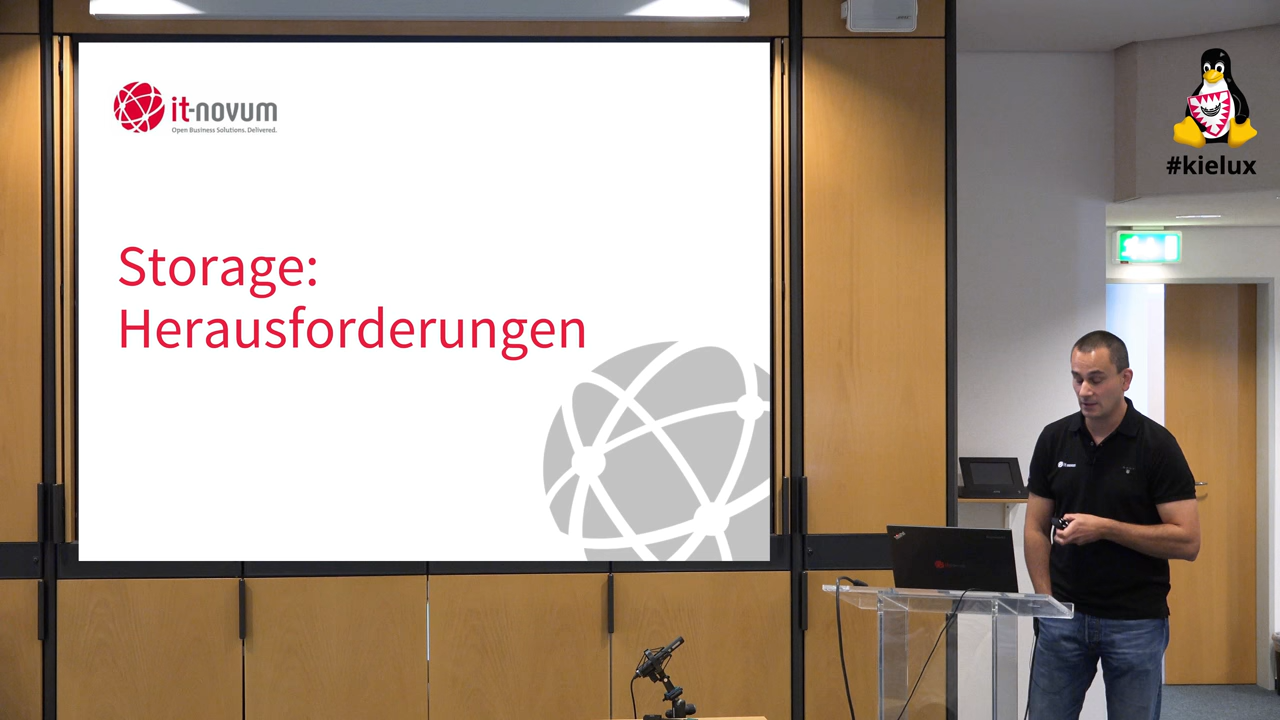 it-novum
Open Business Solutions. Delivered.
Storage:
Herausforderungen
#kielux